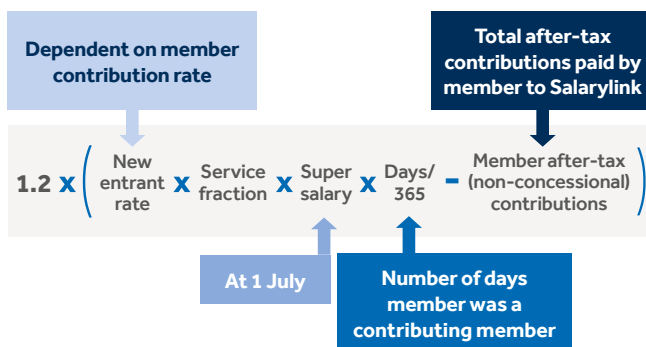 Dependent on member
contribution rate
Total after-tax
contributions paid by
member to Salarylink
1.2 x ( New entrant rate x Service fraction x Super salary x Days/ 365 - Member after-tax (non-concessional) contributions )
At 1 July
Number of days
member was a
contributing member